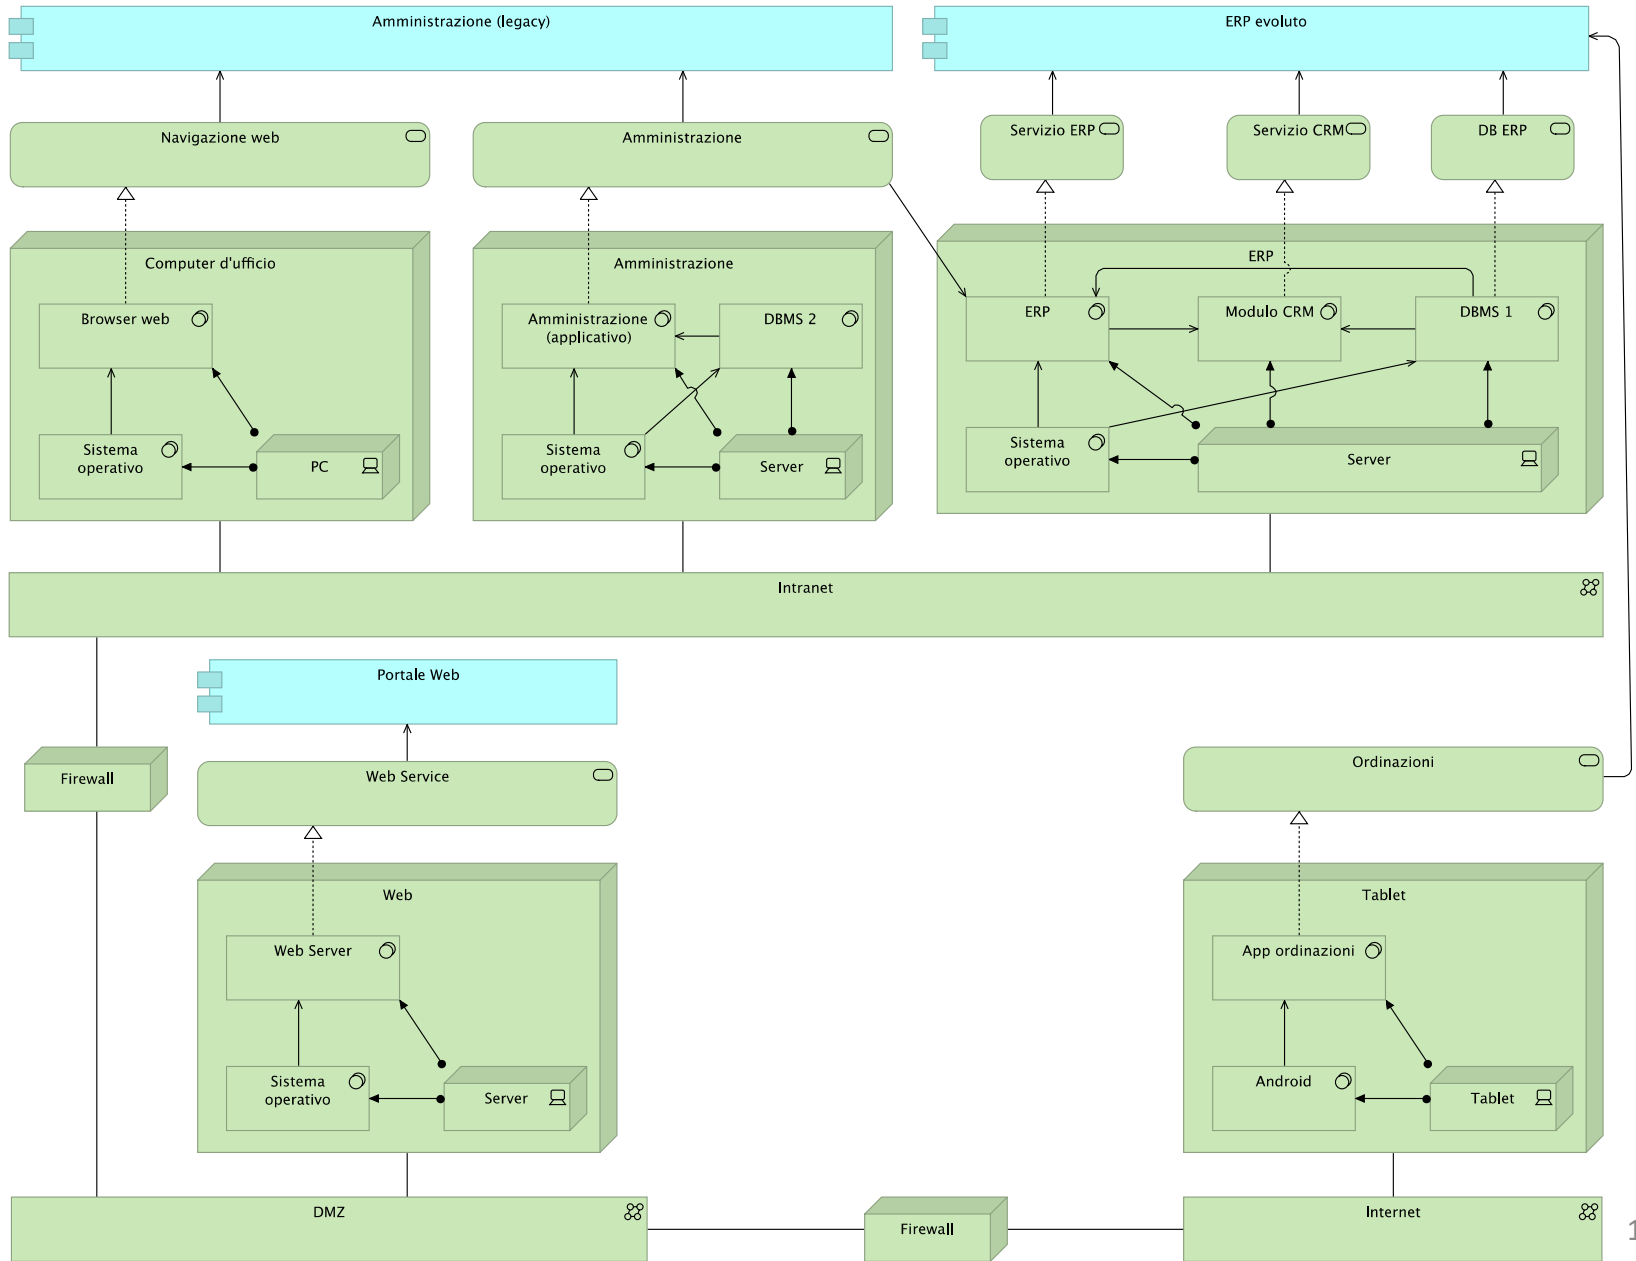 Amministrazione (legacy)
ERP evoluto
Navigazione web
Amministrazione
Servizio ERP
Servizio CRM
DB ERP
Computer d'ufficio
Amministrazione
ERP
Browser web
Amministrazione
(applicativo)
DBMS 2
ERP
Modulo CRM
DBMS 1
Sistema
operativo
PC
Sistema
operativo
Server
Sistema
operativo
Server
Intranet
Portale Web
Firewall
Web Service
Ordinazioni
Web
Tablet
Web Server
App ordinazioni
Sistema
operativo
Server
Android
Tablet
DMZ
Firewall
Internet
1